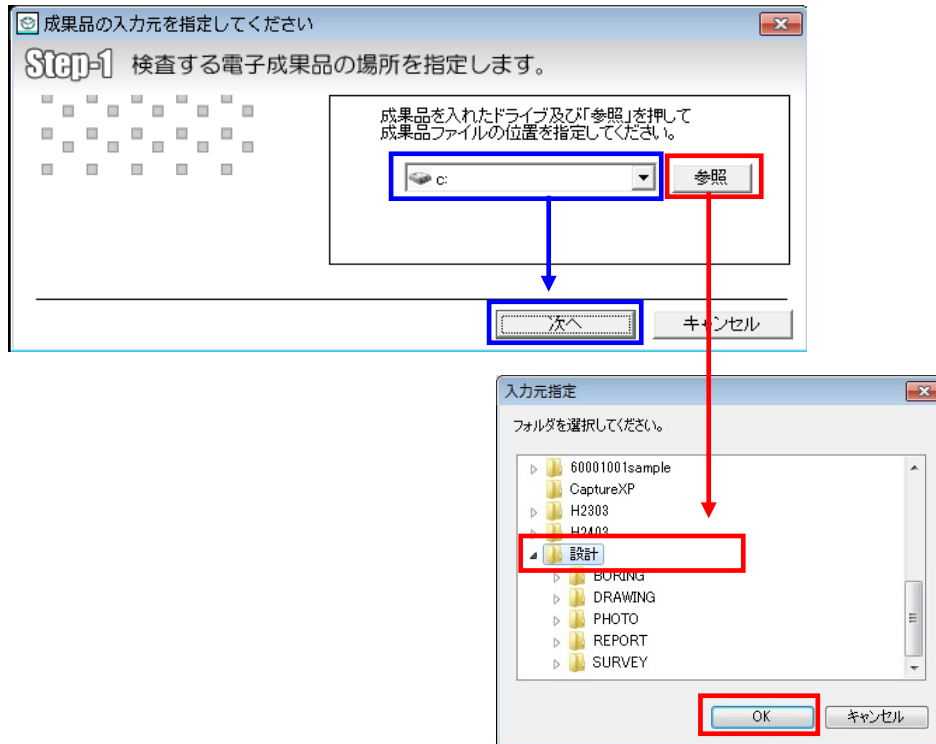 成果品の入力元を指定してください
Step-1 検査する電子成果品の場所を指定します。
成果品を入れたドライブ及び「参照」を押して
成果品ファイルの位置を指定してください。
c:
参照
次へ
キャンセル
入力元指定
フォルダを選択してください。
60001001sample
CaptureXP
H2303
H2403
設計
BORING
DRAWING
PHOTO
REPORT
SURVEY
OK
キャンセル